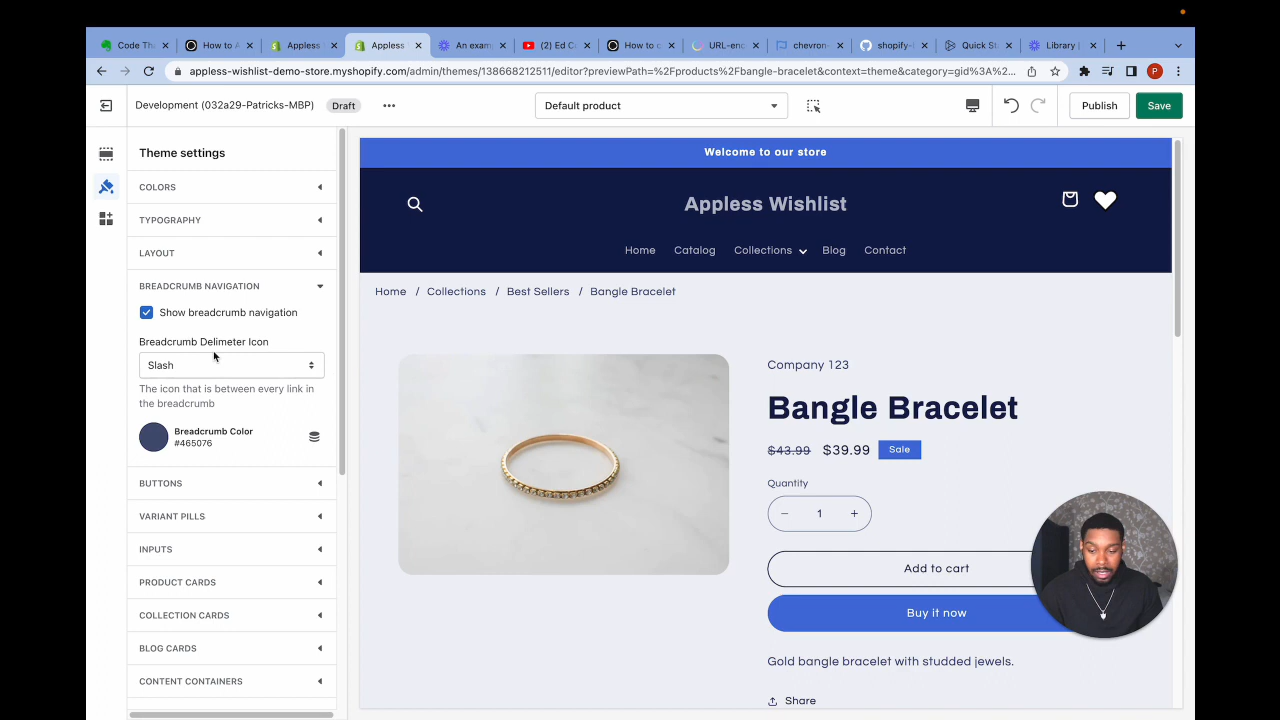 Code Th
How to A
Appless
Appless
An exam
(2) Ed C
How to c
URL-enc
chevron-
shopify-l
Quick St
Library |
appless-wishlist-demo-store.myshopify.com/admin/themes/138668212511/editor?previewPath=%2Fproducts%2Fbangle-bracelet&context=theme&category=gid%3A%2...
P
Development (032a29-Patricks-MBP)
Draft
Default product
Publish
Save
Theme settings
COLORS
TYPOGRAPHY
LAYOUT
BREADCRUMB NAVIGATION
Show breadcrumb navigation
Breadcrumb Delimeter Icon
Slash
The icon that is between every link in
the breadcrumb
Breadcrumb Color
#465076
BUTTONS
VARIANT PILLS
INPUTS
PRODUCT CARDS
COLLECTION CARDS
BLOG CARDS
CONTENT CONTAINERS
Welcome to our store
Appless Wishlist
Home Catalog Collections Blog Contact
Home / Collections / Best Sellers / Bangle Bracelet
Company 123
Bangle Bracelet
$43.99 $39.99 Sale
Quantity
− 1 +
Add to cart
Buy it now
Gold bangle bracelet with studded jewels.
Share